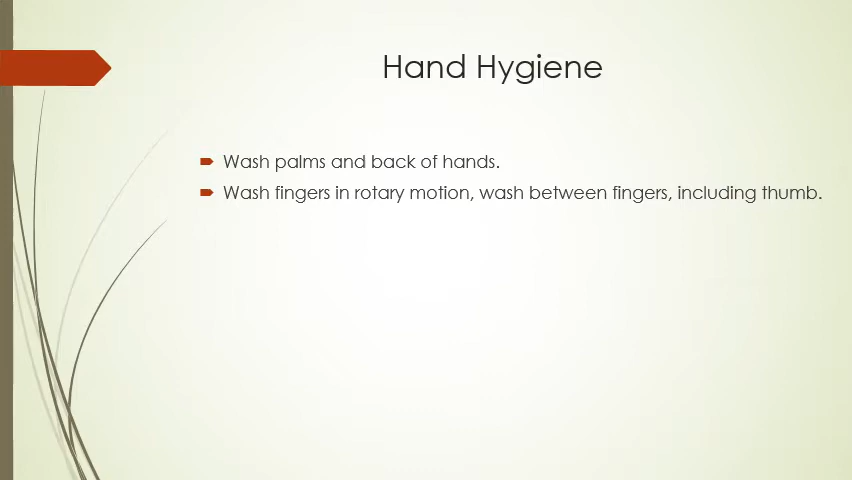 Hand Hygiene
Wash palms and back of hands.
Wash fingers in rotary motion, wash between fingers, including thumb.